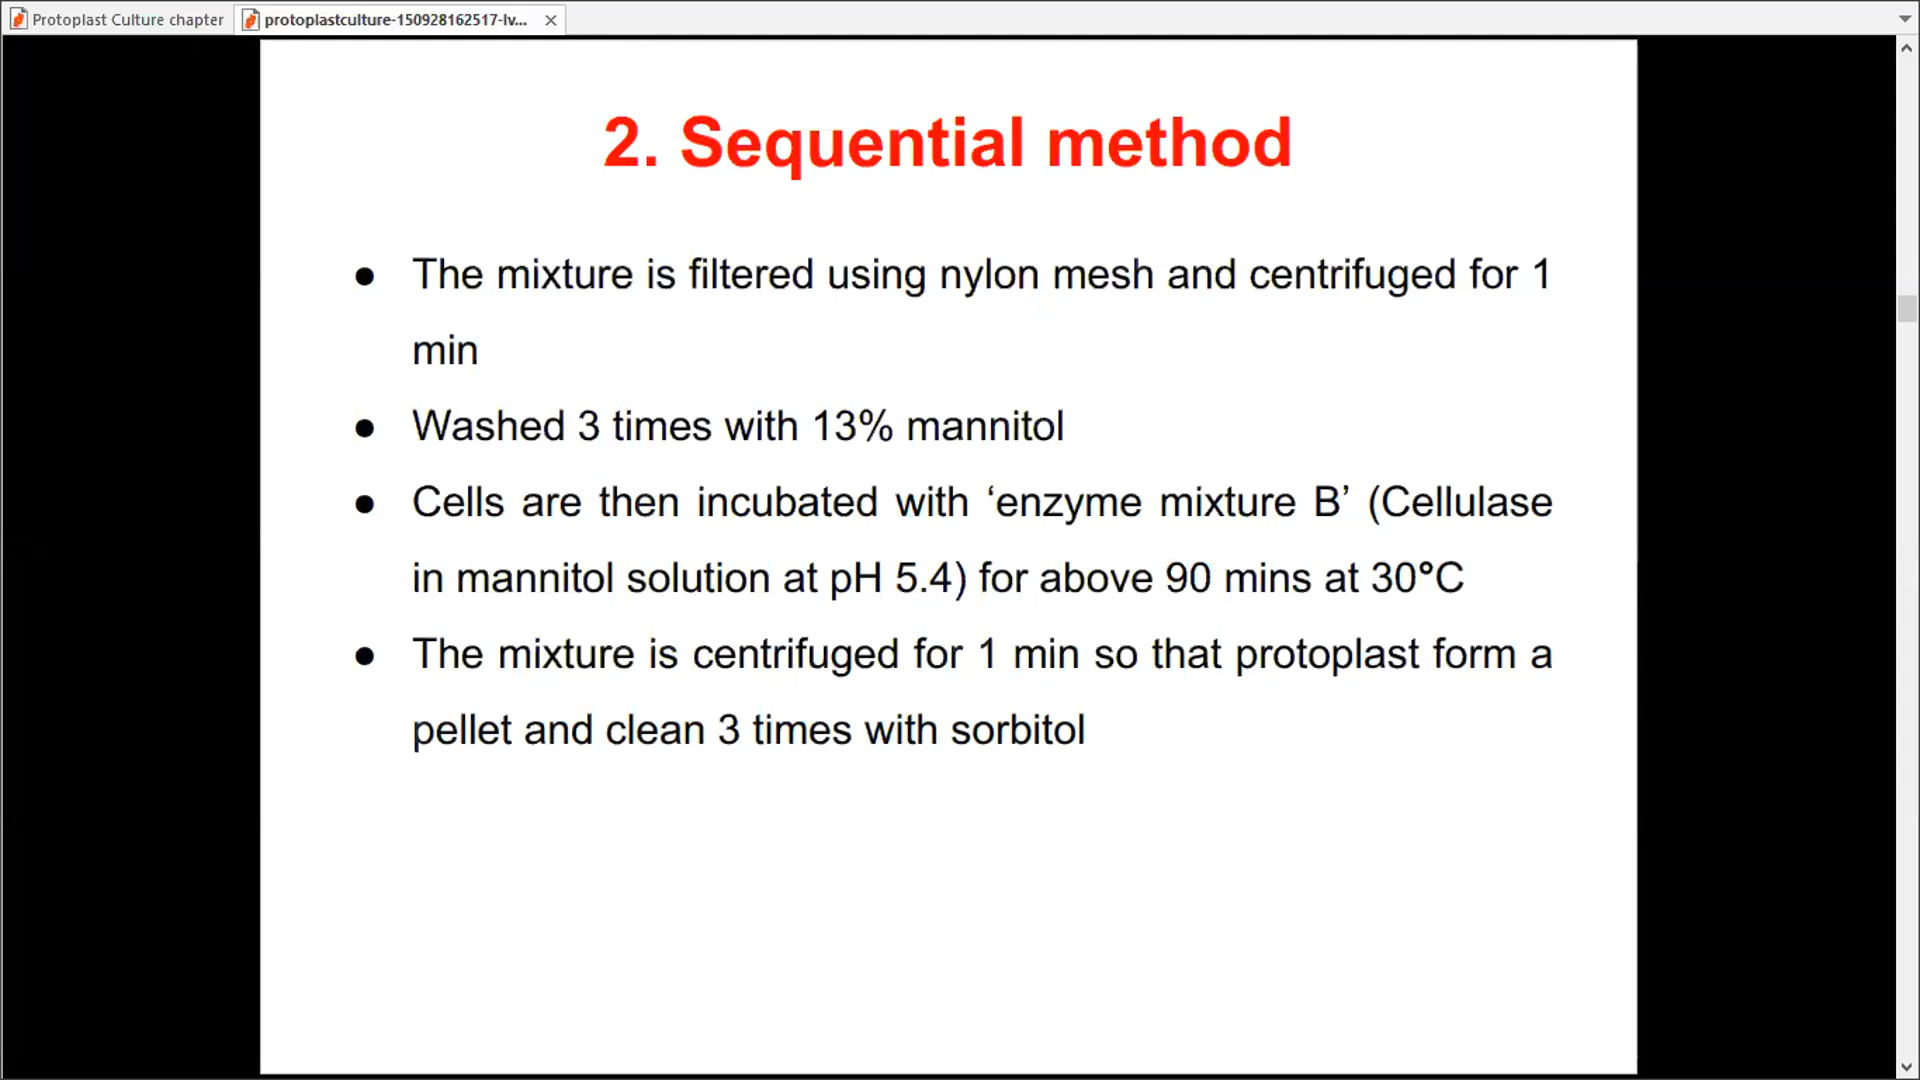 Protoplast Culture chapter
protoplastculture-150928162517-lv...
2. Sequential method
● The mixture is filtered using nylon mesh and centrifuged for 1
min
● Washed 3 times with 13% mannitol
● Cells are then incubated with ‘enzyme mixture B’ (Cellulase
in mannitol solution at pH 5.4) for above 90 mins at 30°C
● The mixture is centrifuged for 1 min so that protoplast form a
pellet and clean 3 times with sorbitol